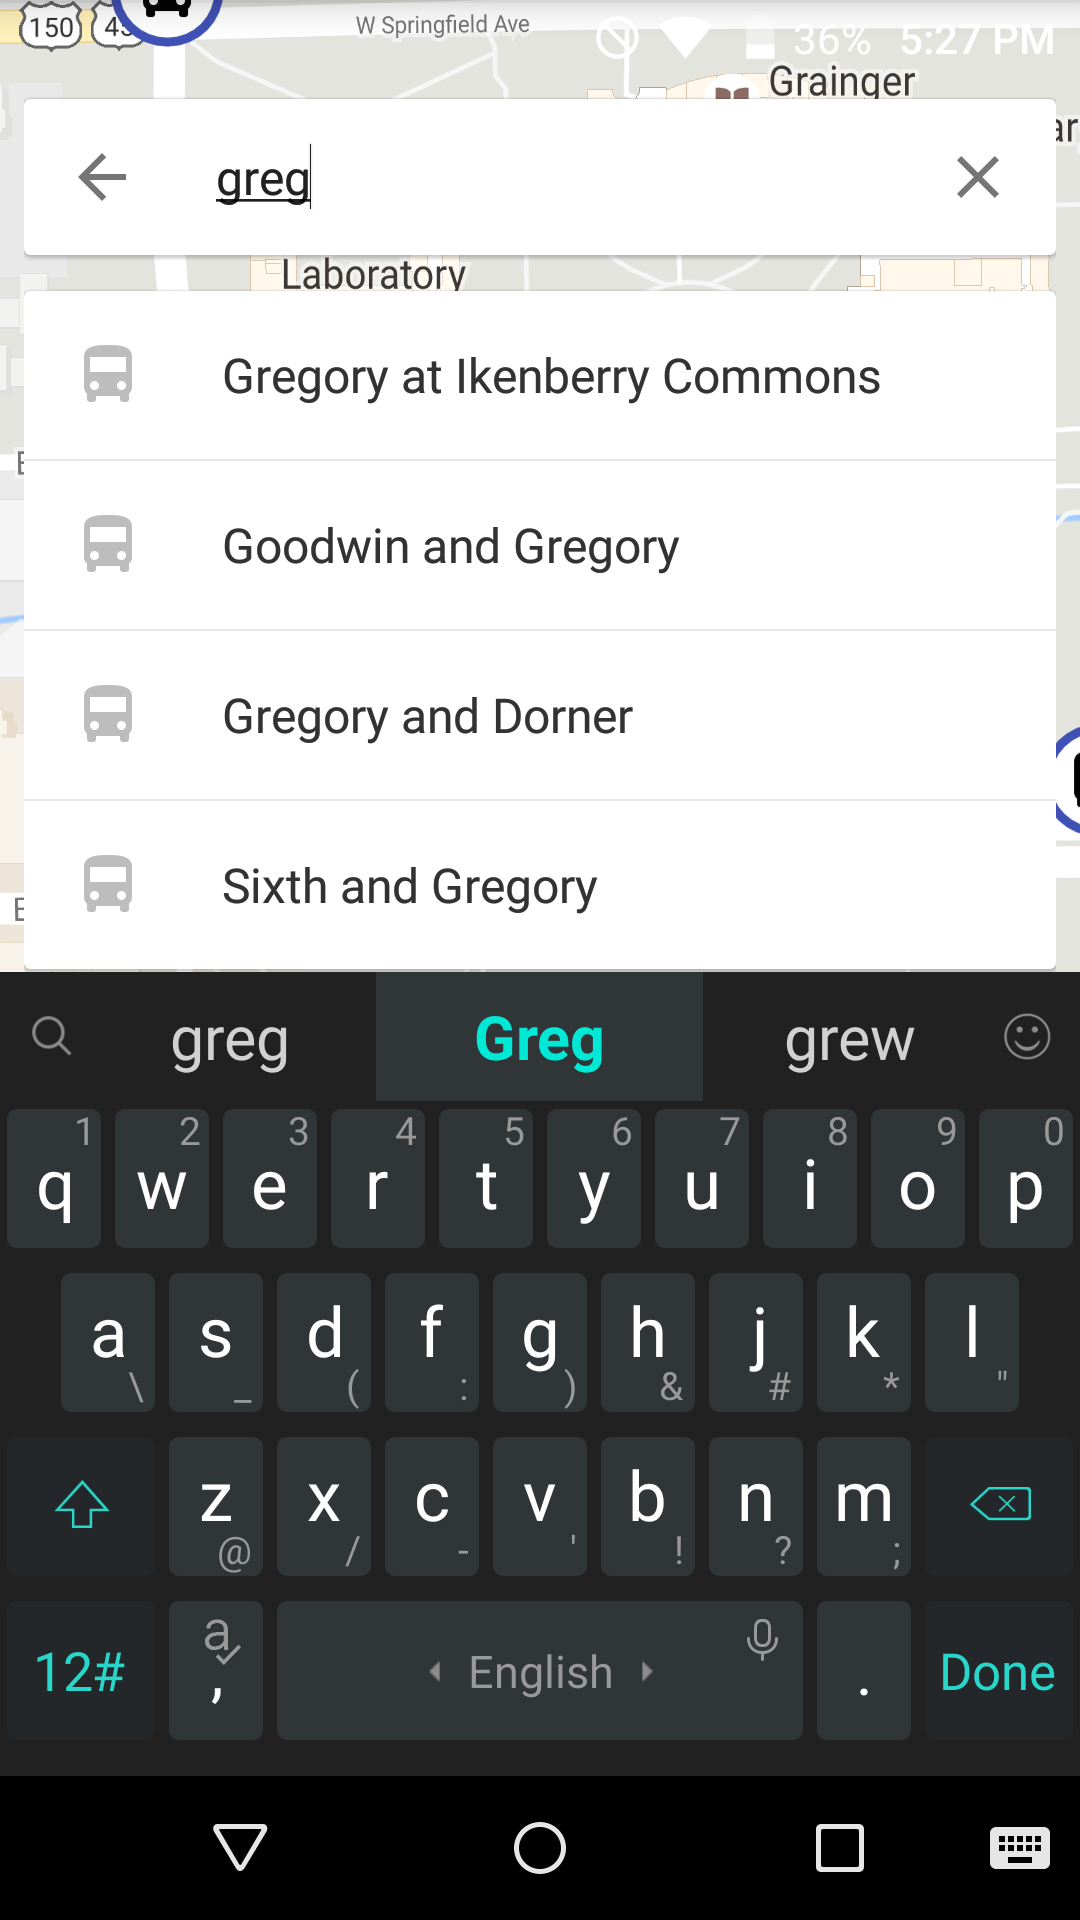 150 45
W Springfield Ave
36% 5:27 PM
Grainger
greg
Laboratory
Gregory at Ikenberry Commons
Goodwin and Gregory
Gregory and Dorner
Sixth and Gregory
greg Greg grew
1 2 3 4 5 6 7 8 9 0
q w e r t y u i o p
a s d f g h j k l
\ _ ( : ) & # * "
z x c v b n m
@ / - ' ! ? ;
12# a , English . Done